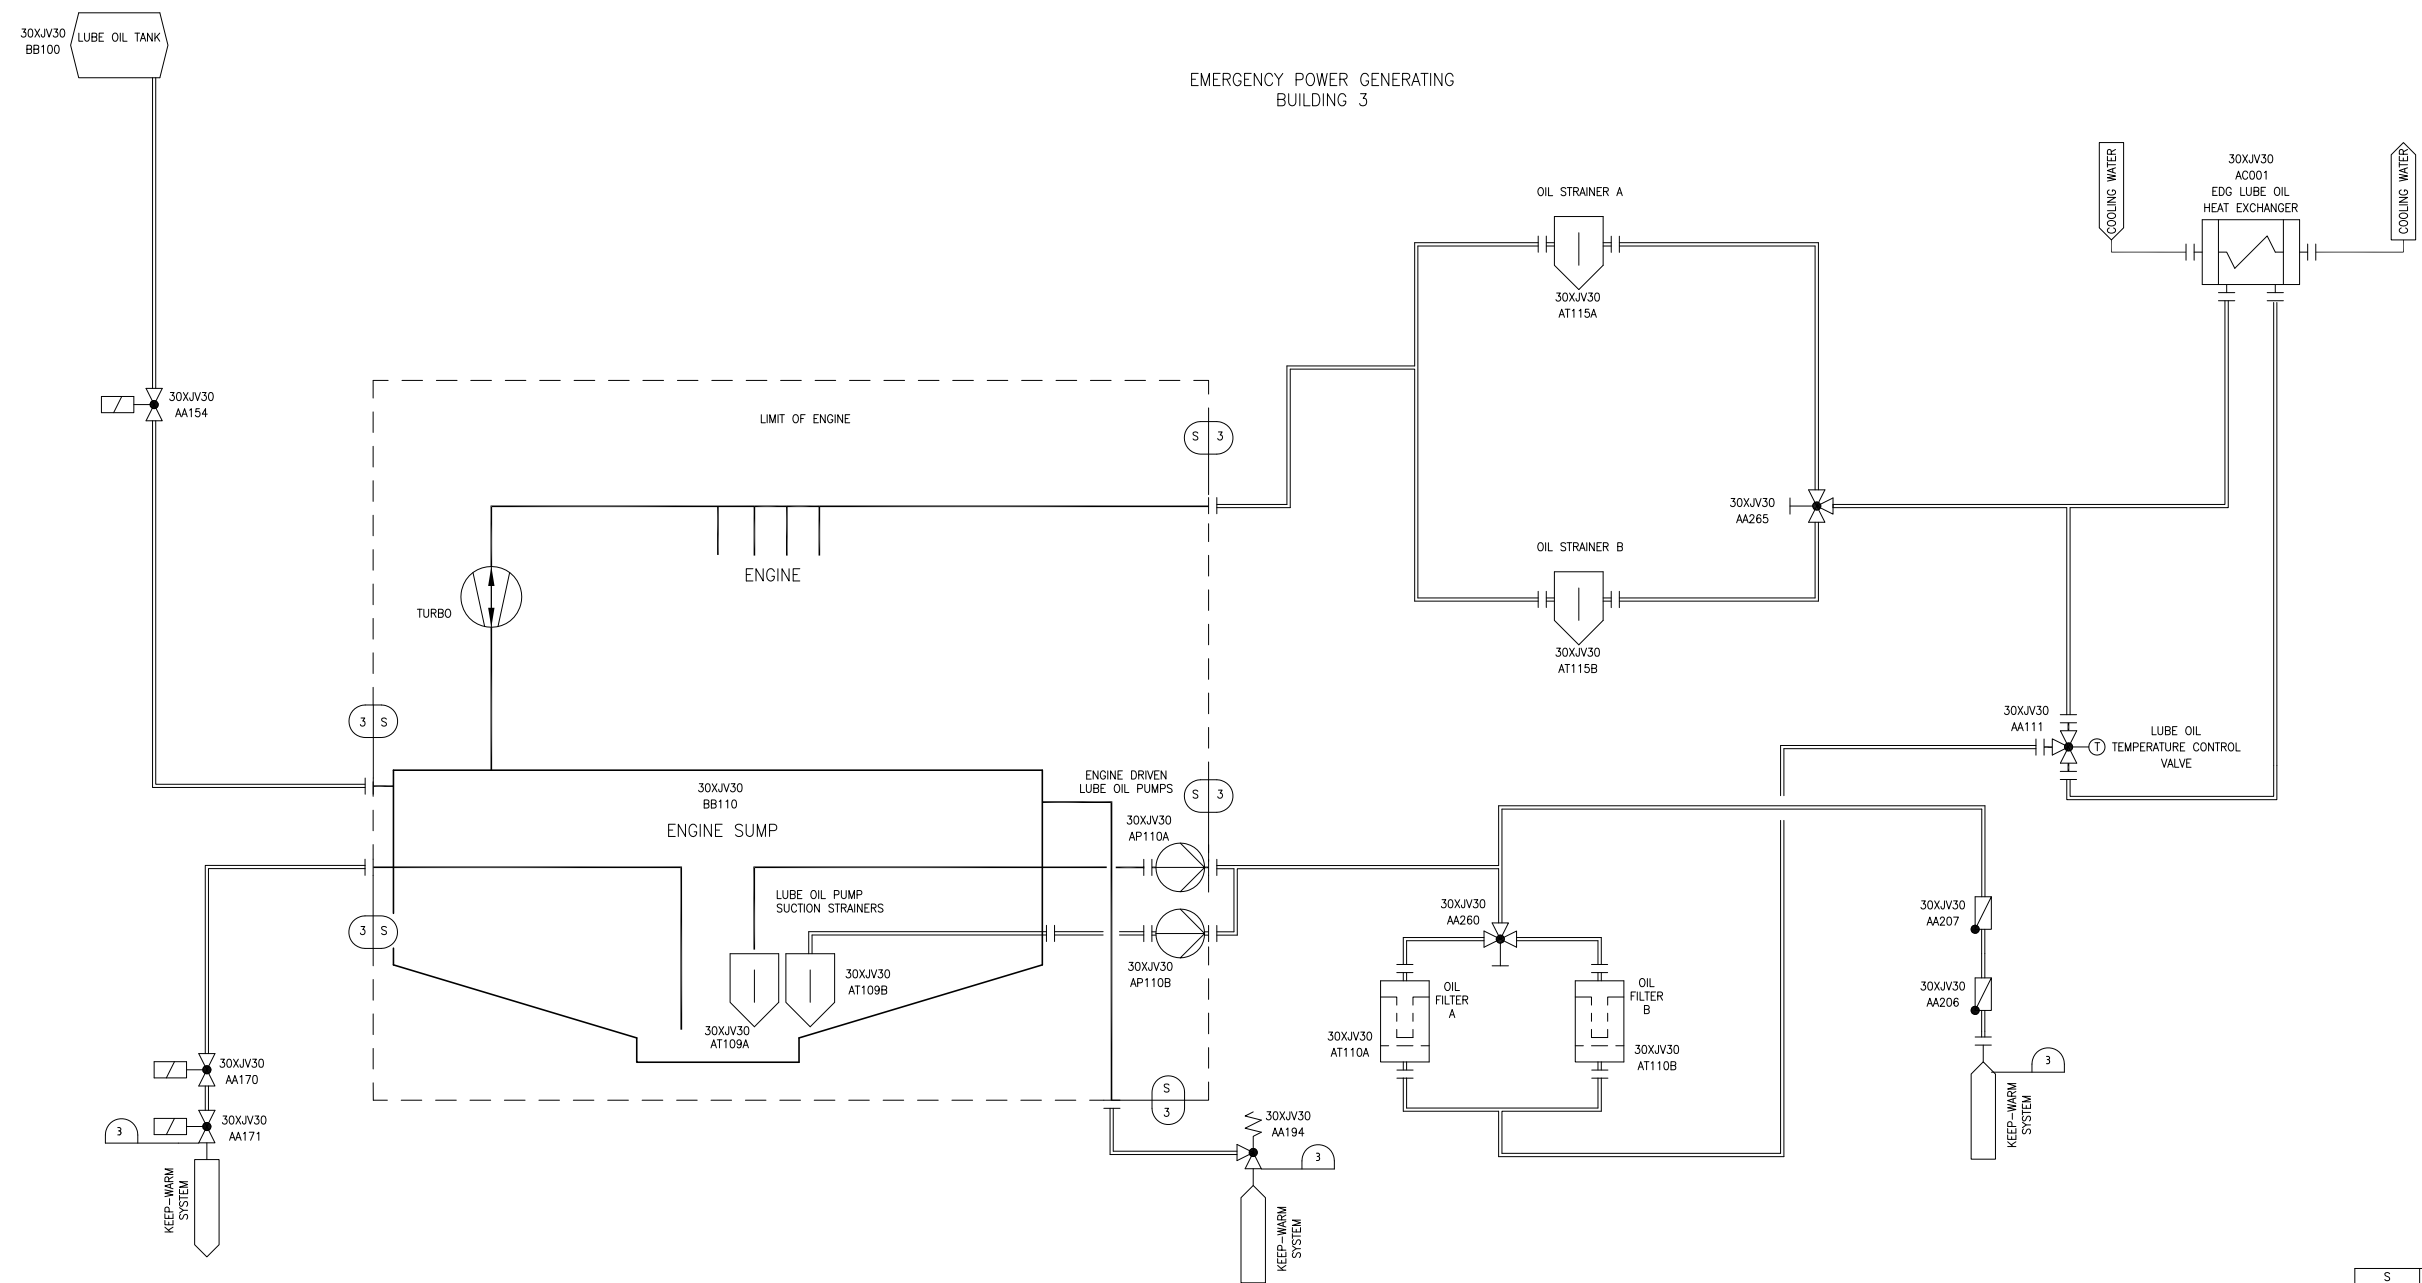 30XJV30
BB100
LUBE OIL TANK
EMERGENCY POWER GENERATING
BUILDING 3
COOLING WATER
30XJV30
AC001
EDG LUBE OIL
HEAT EXCHANGER
COOLING WATER
OIL STRAINER A
30XJV30
AT115A
30XJV30
AA154
LIMIT OF ENGINE
S 3
30XJV30
AA265
ENGINE
OIL STRAINER B
30XJV30
AT115B
TURBO
3 S
30XJV30
AA111
T
LUBE OIL
TEMPERATURE CONTROL
VALVE
30XJV30
BB110
ENGINE SUMP
ENGINE DRIVEN
LUBE OIL PUMPS
S 3
30XJV30
AP110A
LUBE OIL PUMP
SUCTION STRAINERS
3 S
30XJV30
AA260
30XJV30
AA207
30XJV30
AT109B
30XJV30
AP110B
OIL
FILTER
A
OIL
FILTER
B
30XJV30
AA206
30XJV30
AT109A
30XJV30
AT110A
30XJV30
AT110B
3
KEEP-WARM
SYSTEM
30XJV30
AA170
30XJV30
AA171
3
KEEP-WARM
SYSTEM
S
3
30XJV30
AA194
3
KEEP-WARM
SYSTEM
S